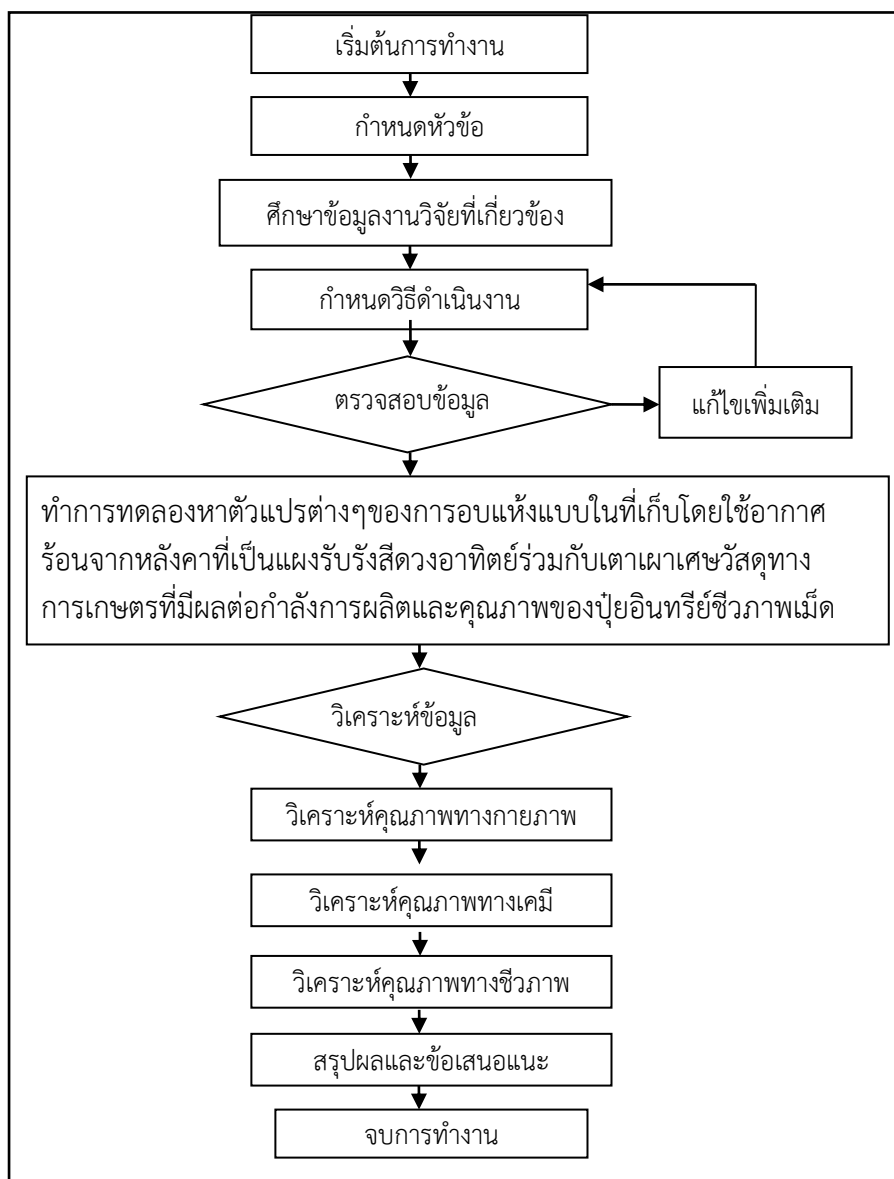 เริ่มต้นการทำงาน
กำหนดหัวข้อ
ศึกษาข้อมูลงานวิจัยที่เกี่ยวข้อง
กำหนดวิธีดำเนินงาน
ตรวจสอบข้อมูล
แก้ไขเพิ่มเติม
ทำการทดลองหาตัวแปรต่างๆของการอบแห้งแบบในที่เก็บโดยใช้อากาศ
ร้อนจากหลังคาที่เป็นแผงรับรังสีดวงอาทิตย์ร่วมกับเตาเผาเศษวัสดุทาง
การเกษตรที่มีผลต่อกำลังการผลิตและคุณภาพของปุ๋ยอินทรีย์ชีวภาพเม็ด
วิเคราะห์ข้อมูล
วิเคราะห์คุณภาพทางกายภาพ
วิเคราะห์คุณภาพทางเคมี
วิเคราะห์คุณภาพทางชีวภาพ
สรุปผลและข้อเสนอแนะ
จบการทำงาน